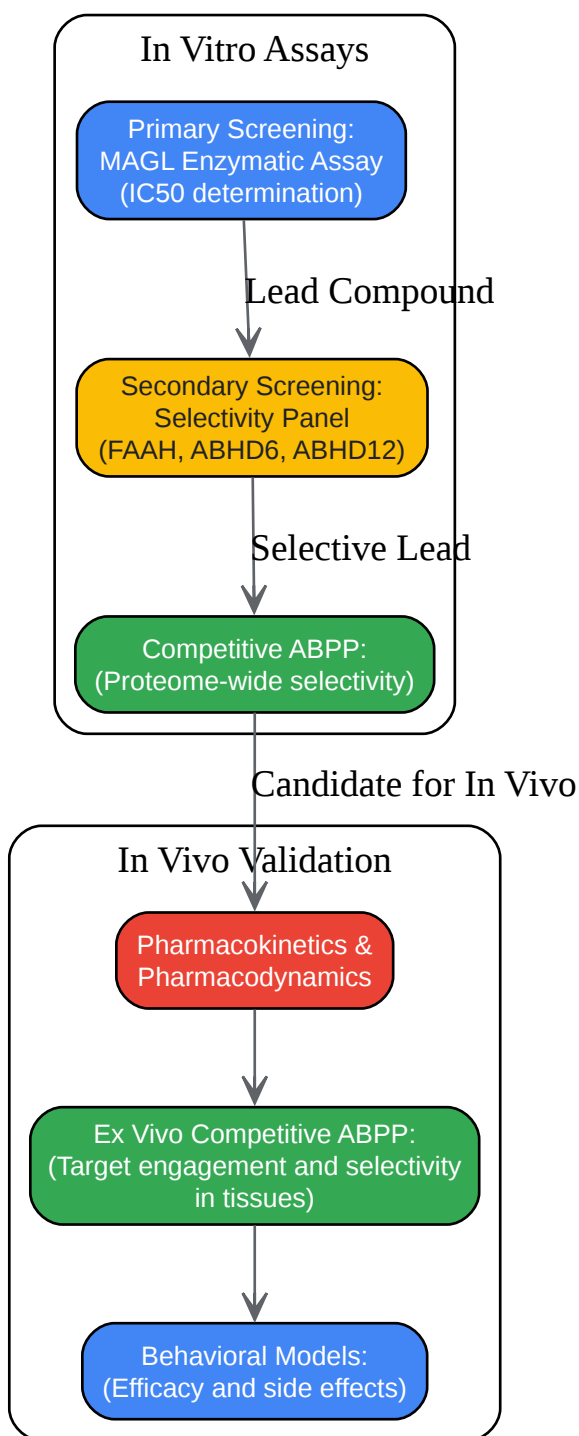 In Vitro Assays
Primary Screening:
MAGL Enzymatic Assay
(IC50 determination)
Lead Compound
Secondary Screening:
Selectivity Panel
(FAAH, ABHD6, ABHD12)
Selective Lead
Competitive ABPP:
(Proteome-wide selectivity)
Candidate for In Vivo
In Vivo Validation
Pharmacokinetics &
Pharmacodynamics
Ex Vivo Competitive ABPP:
(Target engagement and selectivity
in tissues)
Behavioral Models:
(Efficacy and side effects)